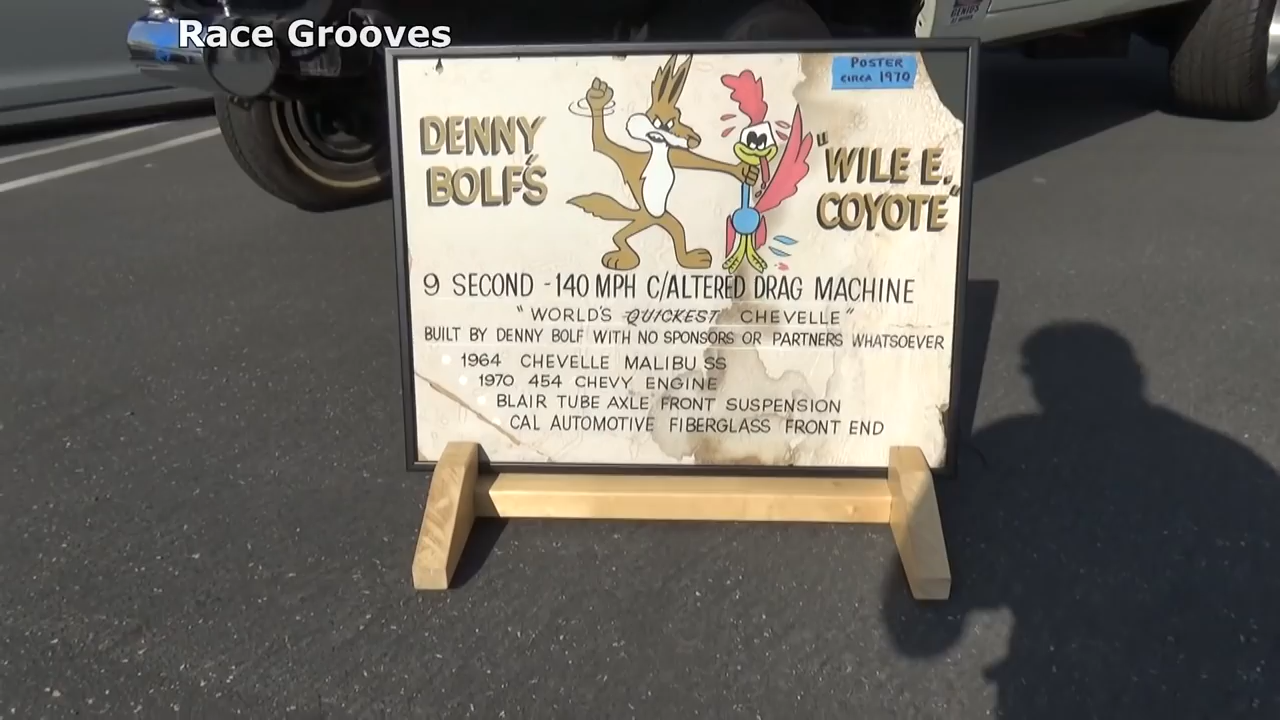 Race Grooves
GENIUS
POSTER
CIRCA 1970
DENNY
BOLF'S
"WILE E.
COYOTE"
9 SECOND - 140 MPH C/ALTERED DRAG MACHINE
"WORLD'S QUICKEST CHEVELLE"
BUILT BY DENNY BOLF WITH NO SPONSORS OR PARTNERS WHATSOEVER
1964 CHEVELLE MALIBU SS
1970 454 CHEVY ENGINE
BLAIR TUBE AXLE FRONT SUSPENSION
CAL AUTOMOTIVE FIBERGLASS FRONT END